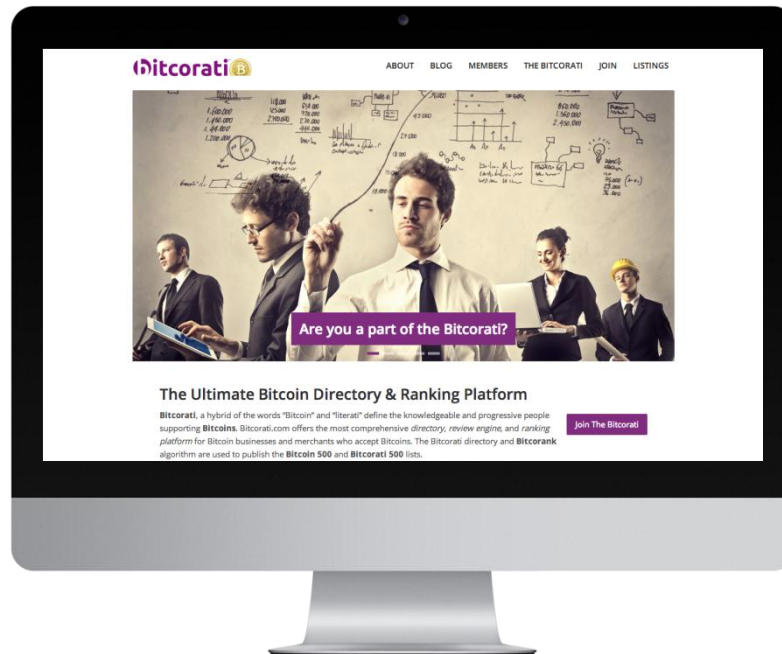 bitcorati B
ABOUT BLOG MEMBERS THE BITCORATI JOIN LISTINGS
Are you a part of the Bitcorati?
The Ultimate Bitcoin Directory & Ranking Platform
Bitcorati, a hybrid of the words “Bitcoin” and “literati” define the knowledgeable and progressive people
supporting Bitcoins. Bitcorati.com offers the most comprehensive directory, review engine, and ranking
platform for Bitcoin businesses and merchants who accept Bitcoins. The Bitcorati directory and Bitcorank
algorithm are used to publish the Bitcoin 500 and Bitcorati 500 lists.
Join The Bitcorati